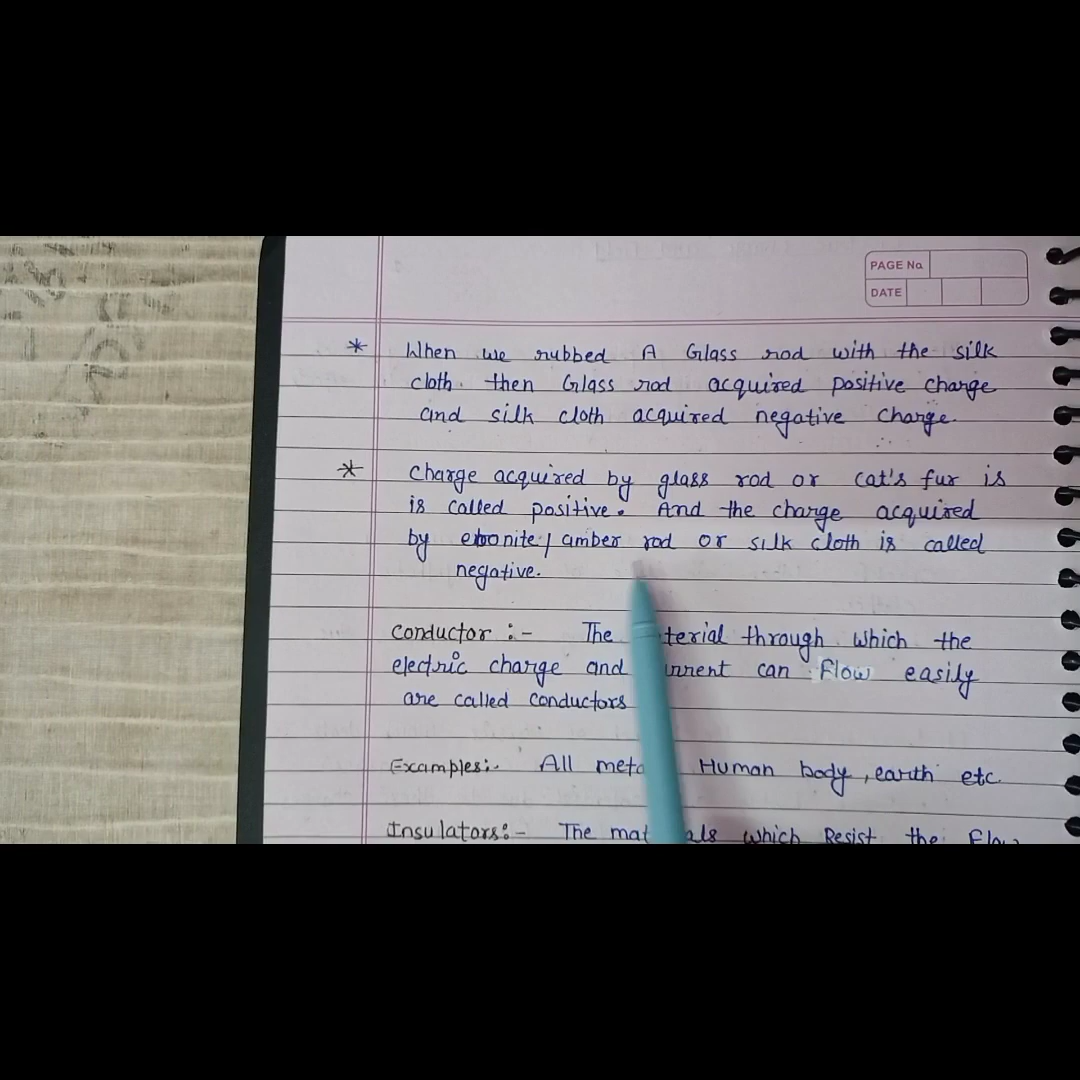 PAGE No.
DATE
* When we rubbed A Glass rod with the silk
cloth. then Glass rod acquired positive charge
and silk cloth acquired negative charge.
* Charge acquired by glass rod or cat's fur is
is called positive. And the charge acquired
by ebonite/amber rod or silk cloth is called
negative.
Conductor :- The terial through which the
electric charge and urrent can flow easily
are called conductors
Examples:- All meta Human body, earth etc
Insulators:- The mat als which Resist the flow